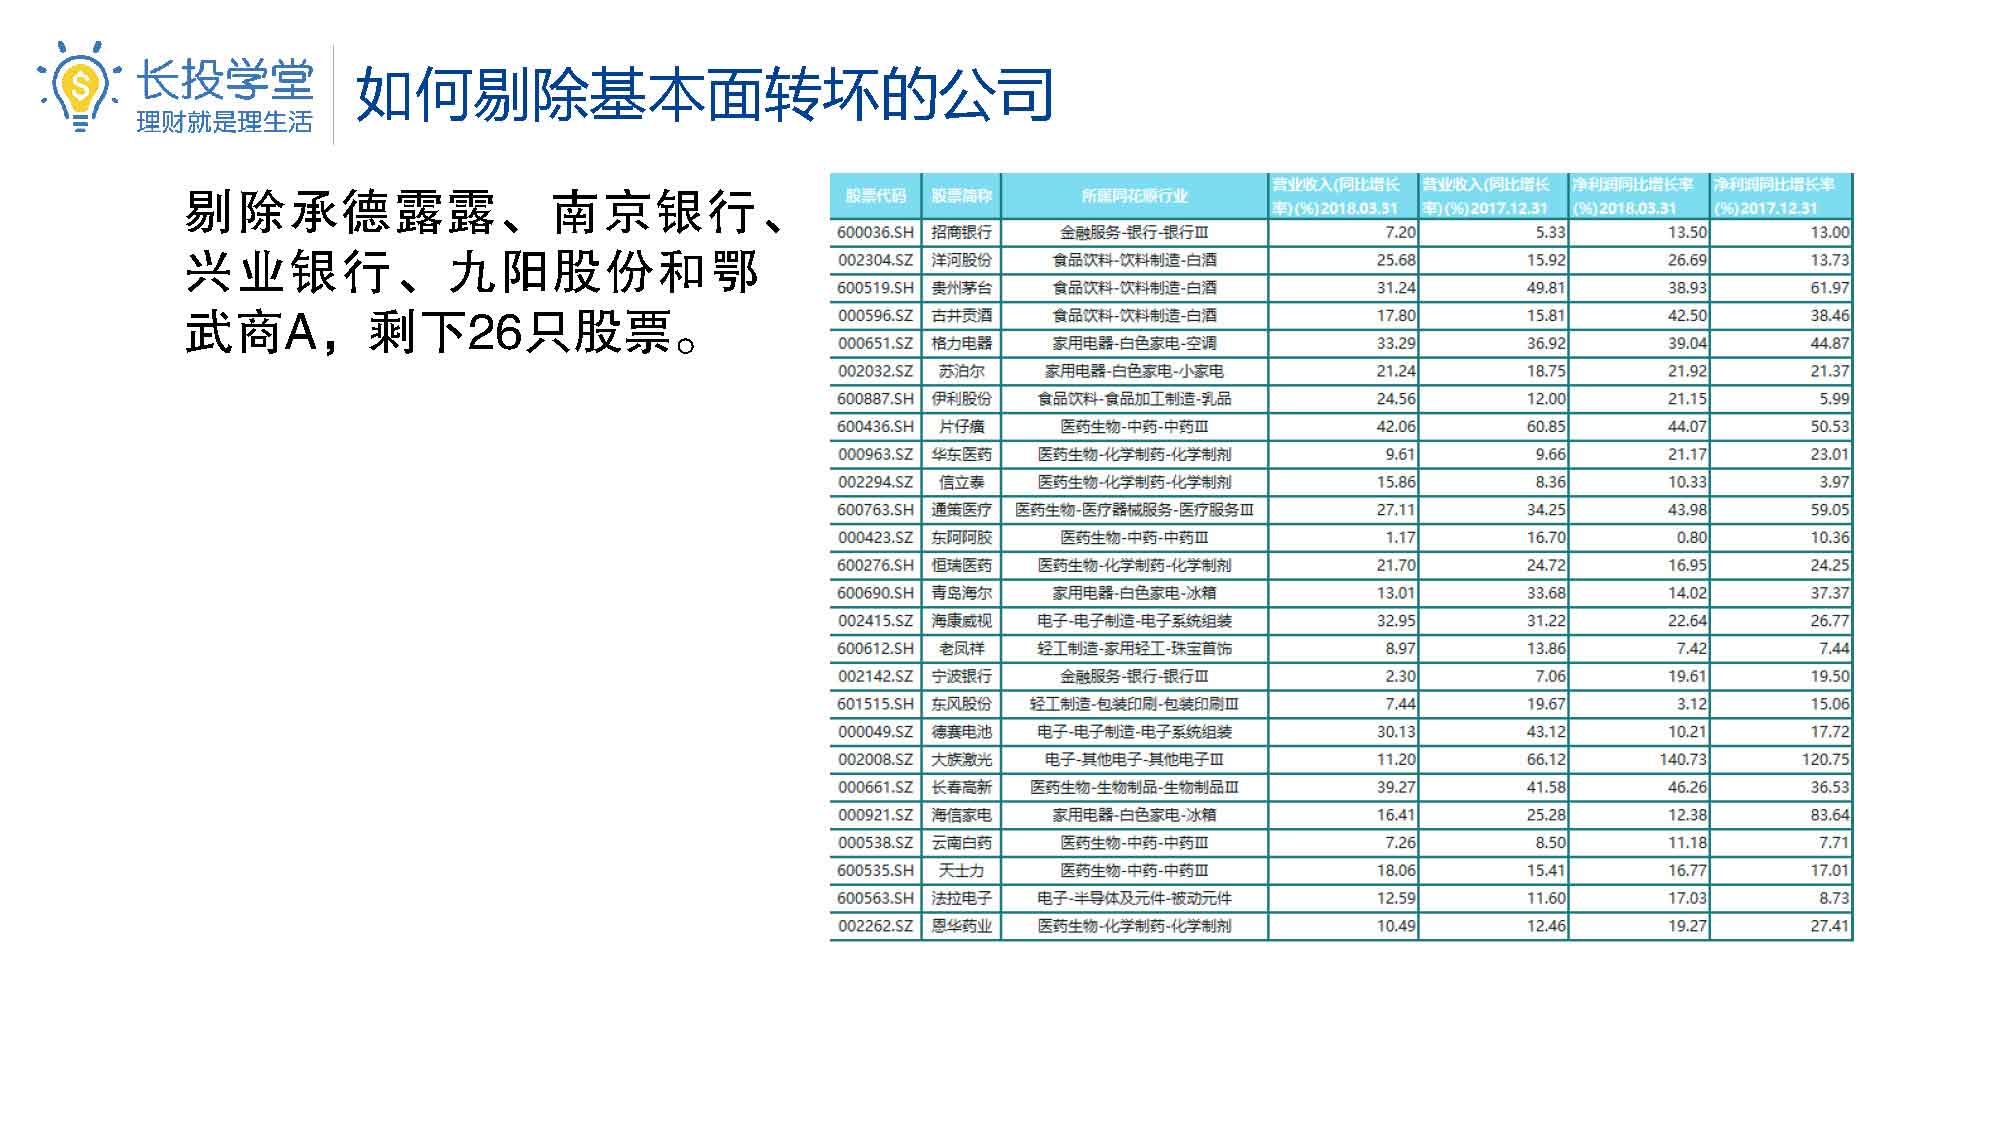 长投学堂
理财就是理生活
如何剔除基本面转坏的公司
剔除承德露露、南京银行、
兴业银行、九阳股份和鄂
武商A，剩下26只股票。
股票代码 股票简称 所属同花顺行业 营业收入(同比增长率)(%)2018.03.31 营业收入(同比增长率)(%)2017.12.31 净利润同比增长率(%)2018.03.31 净利润同比增长率(%)2017.12.31
600036.SH 招商银行 金融服务-银行-银行Ⅲ 7.20 5.33 13.50 13.00
002304.SZ 洋河股份 食品饮料-饮料制造-白酒 25.68 15.92 26.69 13.73
600519.SH 贵州茅台 食品饮料-饮料制造-白酒 31.24 49.81 38.93 61.97
000596.SZ 古井贡酒 食品饮料-饮料制造-白酒 17.80 15.81 42.50 38.46
000651.SZ 格力电器 家用电器-白色家电-空调 33.29 36.92 39.04 44.87
002032.SZ 苏泊尔 家用电器-白色家电-小家电 21.24 18.75 21.92 21.37
600887.SH 伊利股份 食品饮料-食品加工制造-乳品 24.56 12.00 21.15 5.99
600436.SH 片仔癀 医药生物-中药-中药Ⅲ 42.06 60.85 44.07 50.53
000963.SZ 华东医药 医药生物-化学制药-化学制剂 9.61 9.66 21.17 23.01
002294.SZ 信立泰 医药生物-化学制药-化学制剂 15.86 8.36 10.33 3.97
600763.SH 通策医疗 医药生物-医疗器械服务-医疗服务Ⅲ 27.11 34.25 43.98 59.05
000423.SZ 东阿阿胶 医药生物-中药-中药Ⅲ 1.17 16.70 0.80 10.36
600276.SH 恒瑞医药 医药生物-化学制药-化学制剂 21.70 24.72 16.95 24.25
600690.SH 青岛海尔 家用电器-白色家电-冰箱 13.01 33.68 14.02 37.37
002415.SZ 海康威视 电子-电子制造-电子系统组装 32.95 31.22 22.64 26.77
600612.SH 老凤祥 轻工制造-家用轻工-珠宝首饰 8.97 13.86 7.42 7.44
002142.SZ 宁波银行 金融服务-银行-银行Ⅲ 2.30 7.06 19.61 19.50
601515.SH 东风股份 轻工制造-包装印刷-包装印刷Ⅲ 7.44 19.67 3.12 15.06
000049.SZ 德赛电池 电子-电子制造-电子系统组装 30.13 43.12 10.21 17.72
002008.SZ 大族激光 电子-其他电子-其他电子Ⅲ 11.20 66.12 140.73 120.75
000661.SZ 长春高新 医药生物-生物制品-生物制品Ⅲ 39.27 41.58 46.26 36.53
000921.SZ 海信家电 家用电器-白色家电-冰箱 16.41 25.28 12.38 83.64
000538.SZ 云南白药 医药生物-中药-中药Ⅲ 7.26 8.50 11.18 7.71
600535.SH 天士力 医药生物-中药-中药Ⅲ 18.06 15.41 16.77 17.01
600563.SH 法拉电子 电子-半导体及元件-被动元件 12.59 11.60 17.03 8.73
002262.SZ 恩华药业 医药生物-化学制药-化学制剂 10.49 12.46 19.27 27.41